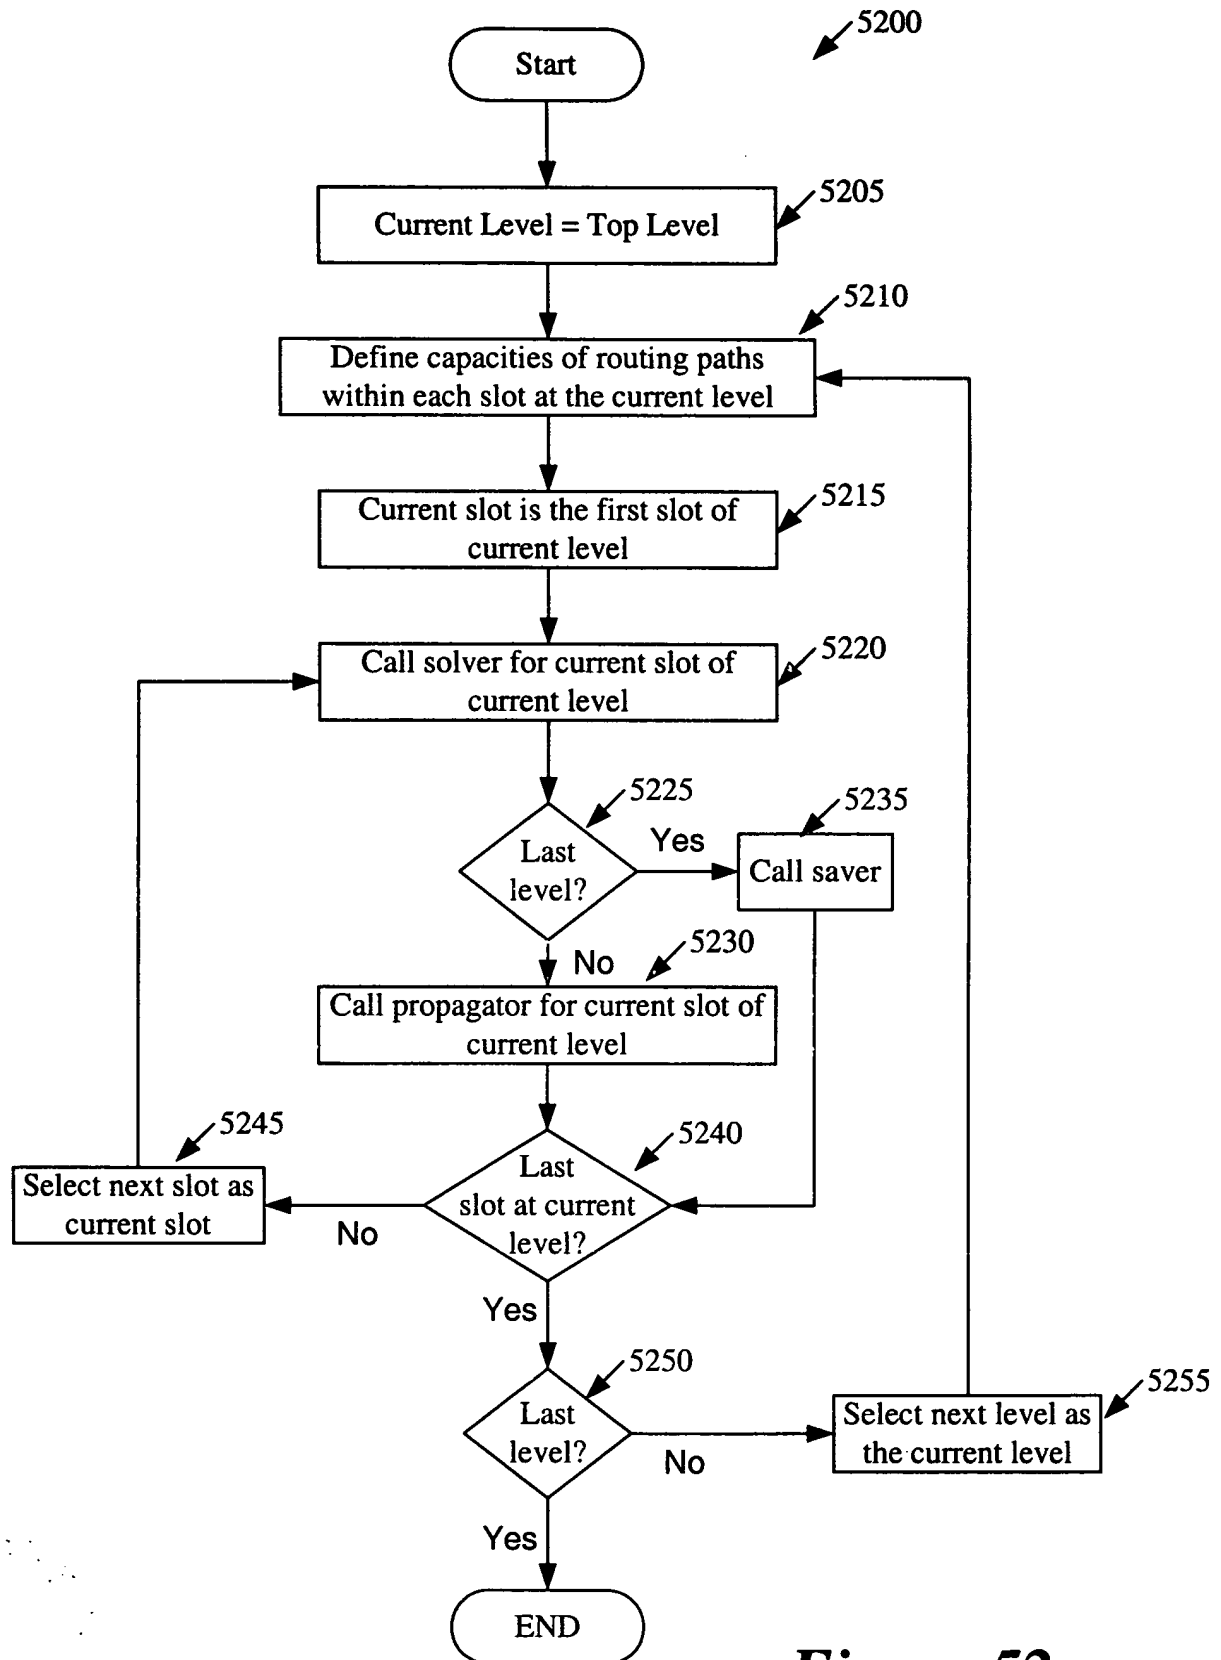 5200
Start
5205
Current Level = Top Level
5210
Define capacities of routing paths
within each slot at the current level
5215
Current slot is the first slot of
current level
5220
Call solver for current slot of
current level
5225
Last
level?
Yes
5235
Call saver
No
5230
Call propagator for current slot of
current level
5245
Select next slot as
current slot
No
5240
Last
slot at current
level?
Yes
5250
Last
level?
No
5255
Select next level as
the current level
Yes
END